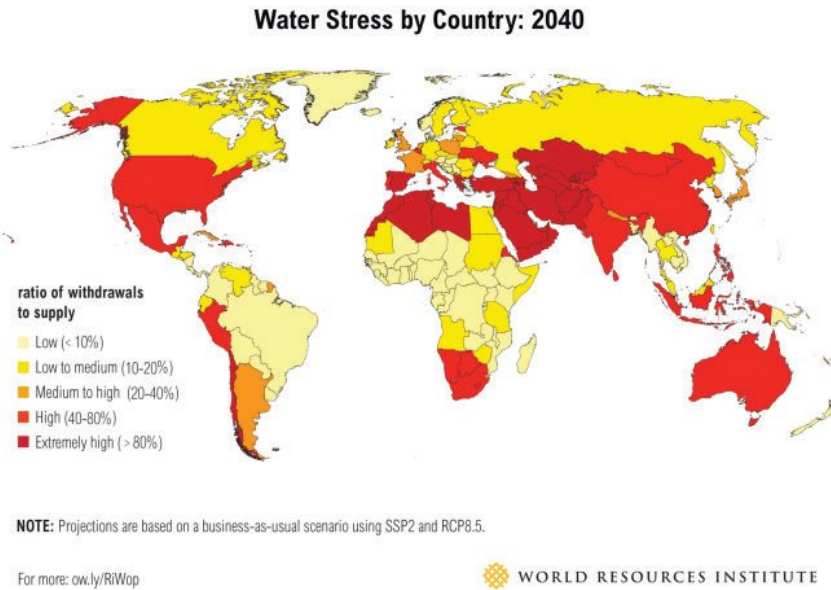 Water Stress by Country: 2040
ratio of withdrawals
to supply
Low (< 10%)
Low to medium (10-20%)
Medium to high (20-40%)
High (40-80%)
Extremely high (> 80%)
NOTE: Projections are based on a business-as-usual scenario using SSP2 and RCP8.5.
For more: ow.ly/RiWop
WORLD RESOURCES INSTITUTE